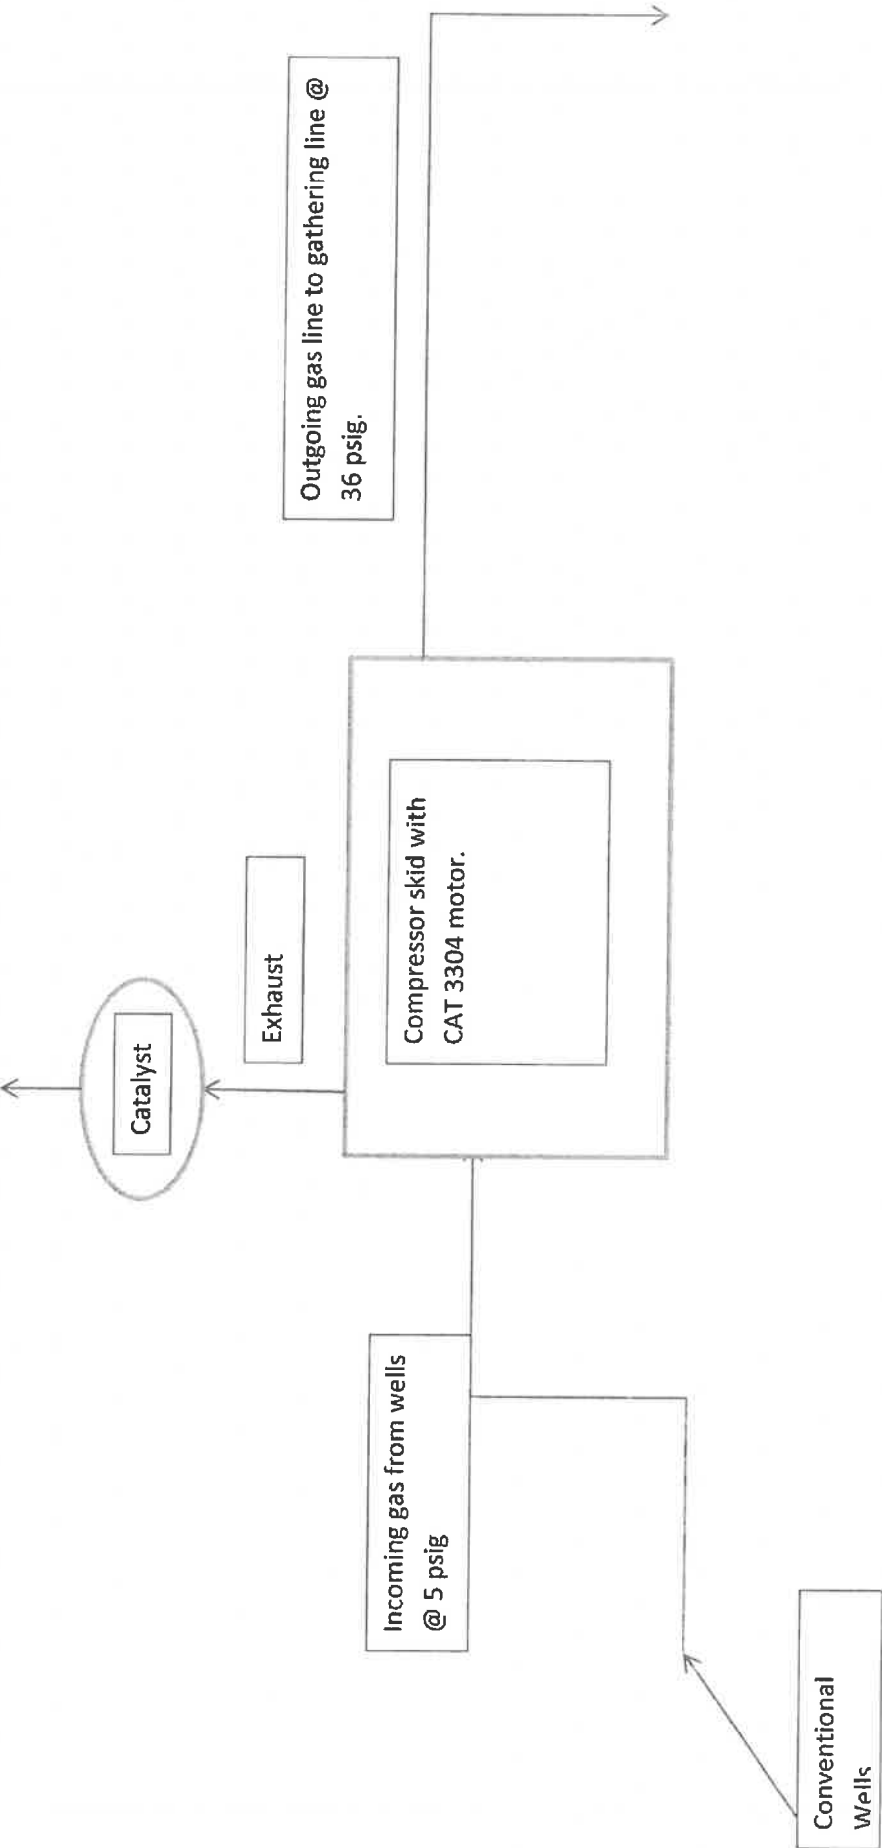 Catalyst
Exhaust
Outgoing gas line to gathering line @
36 psig.
Compressor skid with
CAT 3304 motor.
Incoming gas from wells
@ 5 psig
Conventional
Wells